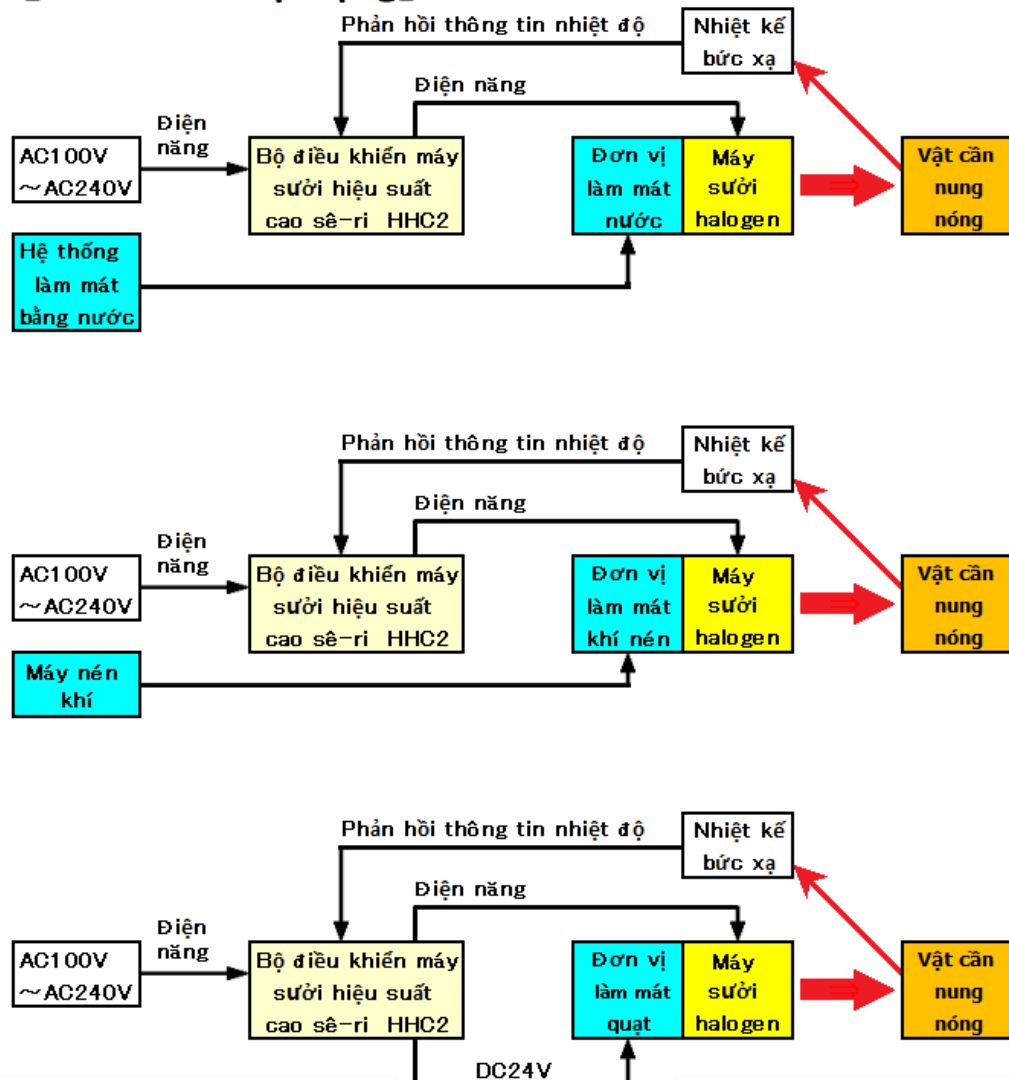 Phản hồi thông tin nhiệt độ
Nhiệt kế
bức xạ
Điện năng
Điện
năng
AC100V
～AC240V
Bộ điều khiển máy
sưởi hiệu suất
cao sê-ri HHC2
Đơn vị
làm mát
nước
Máy
sưởi
halogen
Vật cần
nung
nóng
Hệ thống
làm mát
bằng nước
Phản hồi thông tin nhiệt độ
Nhiệt kế
bức xạ
Điện năng
Điện
năng
AC100V
～AC240V
Bộ điều khiển máy
sưởi hiệu suất
cao sê-ri HHC2
Đơn vị
làm mát
khí nén
Máy
sưởi
halogen
Vật cần
nung
nóng
Máy nén
khí
Phản hồi thông tin nhiệt độ
Nhiệt kế
bức xạ
Điện năng
Điện
năng
AC100V
～AC240V
Bộ điều khiển máy
sưởi hiệu suất
cao sê-ri HHC2
Đơn vị
làm mát
quạt
Máy
sưởi
halogen
Vật cần
nung
nóng
DC24V